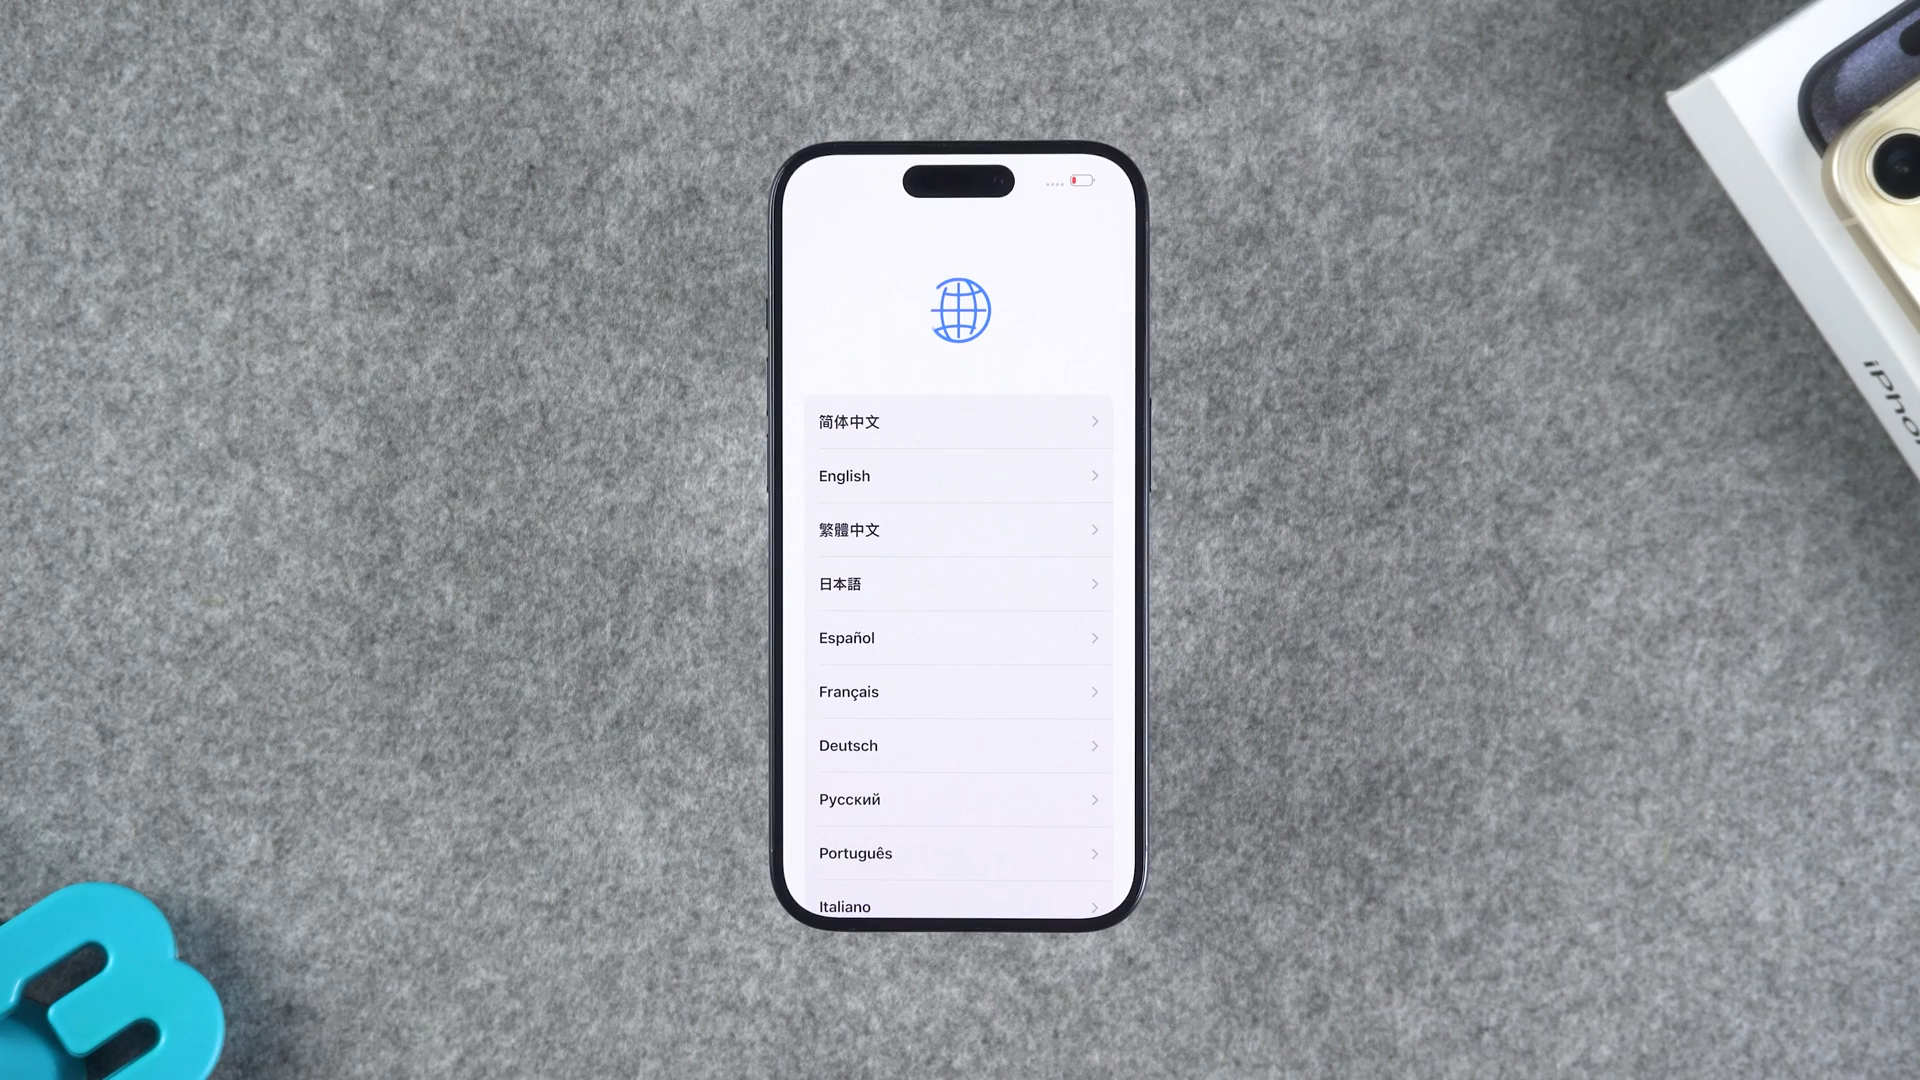 简体中文
English
繁體中文
日本語
Español
Français
Deutsch
Русский
Português
Italiano